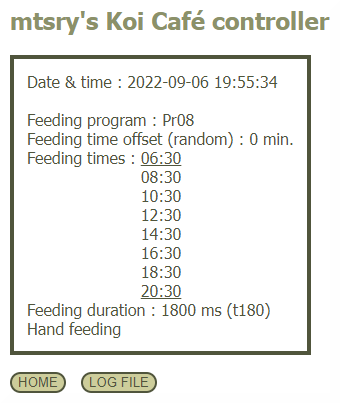 mtsry's Koi Café controller
Date & time : 2022-09-06 19:55:34
Feeding program : Pr08
Feeding time offset (random) : 0 min.
Feeding times : 06:30
08:30
10:30
12:30
14:30
16:30
18:30
20:30
Feeding duration : 1800 ms (t180)
Hand feeding
HOME LOG FILE